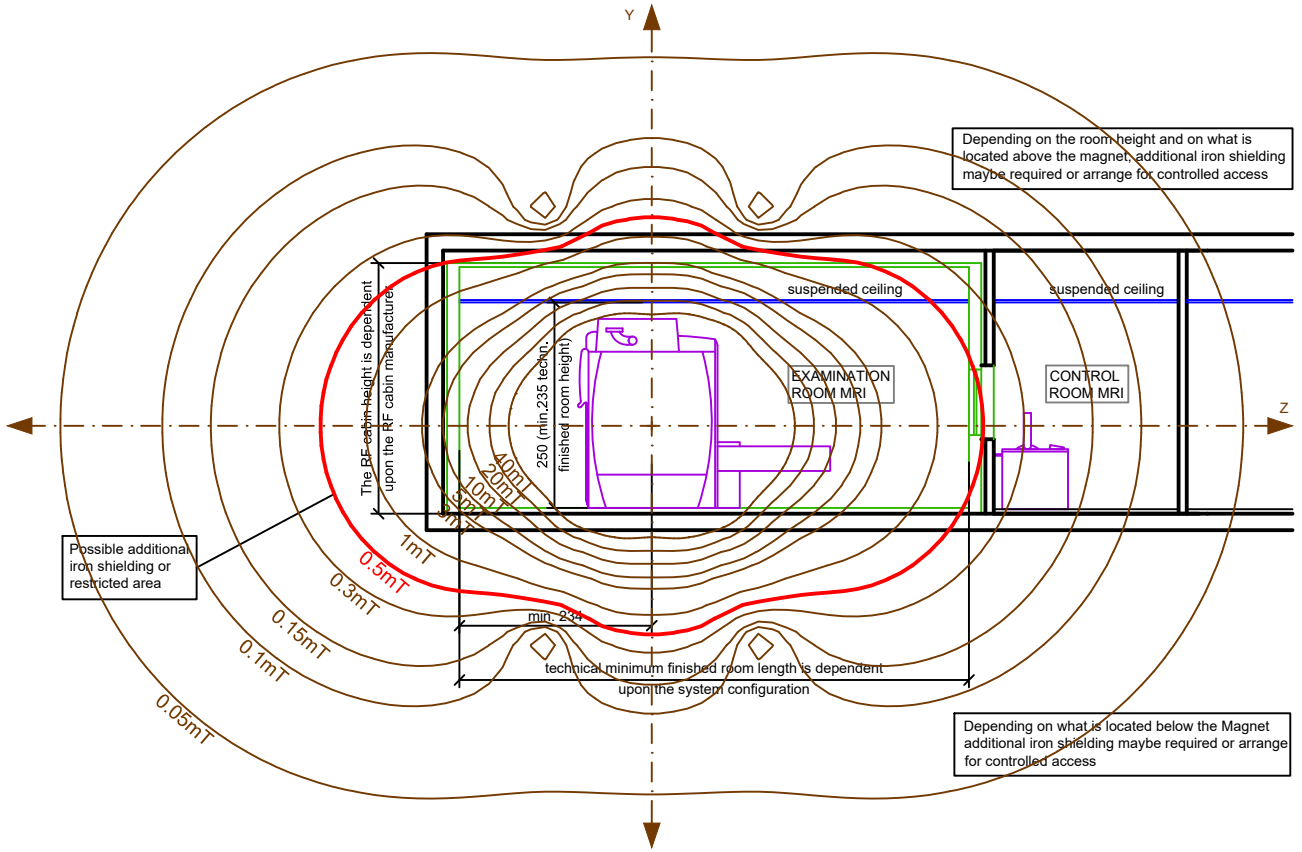 Y
Depending on the room height and on what is
located above the magnet, additional iron shielding
maybe required or arrange for controlled access
suspended ceiling
suspended ceiling
The RF cabin height is dependent
upon the RF cabin manufacturer.
250 (min.235 techn.
finished room height)
EXAMINATION
ROOM MRI
CONTROL
ROOM MRI
Z
40mT
20mT
10mT
5mT
3mT
1mT
0.5mT
0.3mT
0.15mT
0.1mT
0.05mT
Possible additional
iron shielding or
restricted area
min. 234
technical minimum finished room length is dependent
upon the system configuration
Depending on what is located below the Magnet
additional iron shielding maybe required or arrange
for controlled access